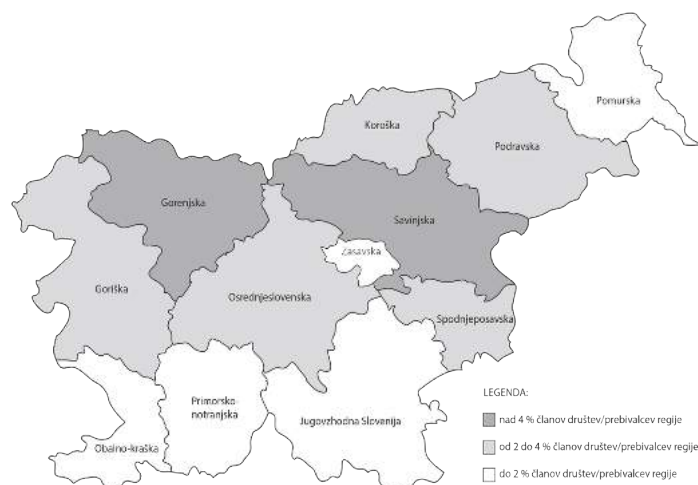 Pomurska
Koroška
Podravska
Gorenjska
Savinjska
Zasavska
Goriška
Osrednjeslovenska
Spodnjeposavska
Primorsko-
notranjska
Jugovzhodna Slovenija
Obalno-kraška
LEGENDA:
nad 4 % članov društev/prebivalcev regije
od 2 do 4 % članov društev/prebivalcev regije
do 2 % članov društev/prebivalcev regije